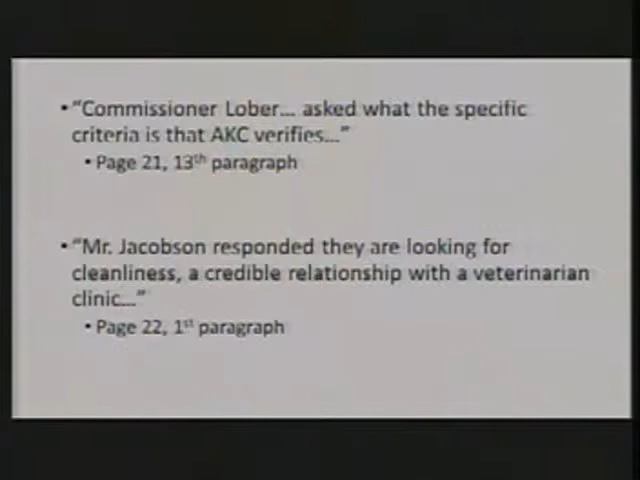 • “Commissioner Lober... asked what the specific
criteria is that AKC verifies...”
• Page 21, 13th paragraph
• “Mr. Jacobson responded they are looking for
cleanliness, a credible relationship with a veterinarian
clinic...”
• Page 22, 1st paragraph